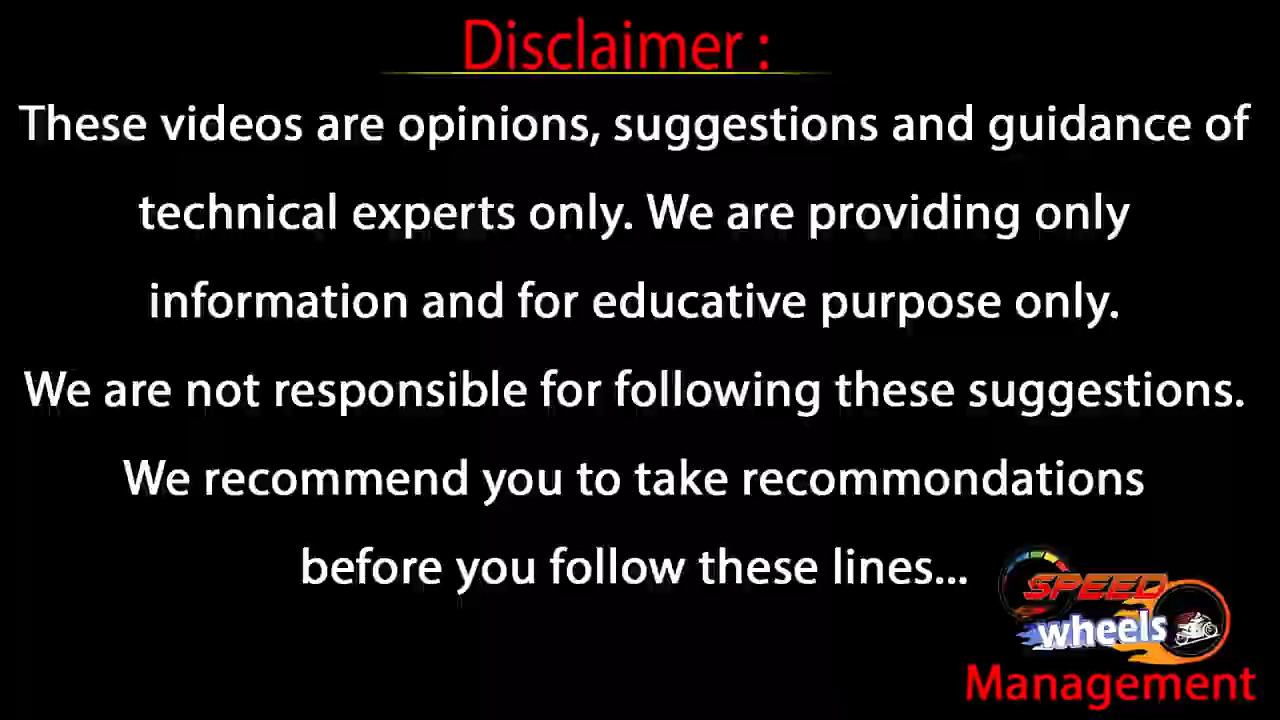 Disclaimer :
These videos are opinions, suggestions and guidance of
technical experts only. We are providing only
information and for educative purpose only.
We are not responsible for following these suggestions.
We recommend you to take recommondations
before you follow these lines...
SPEED
wheels
Management